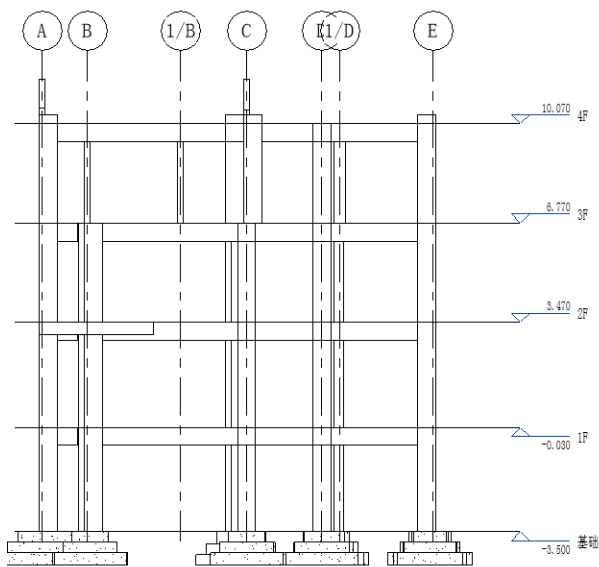 A B 1/B C D 1/D E
10.070 4F
6.770 3F
3.470 2F
-0.030 1F
-3.500 基础